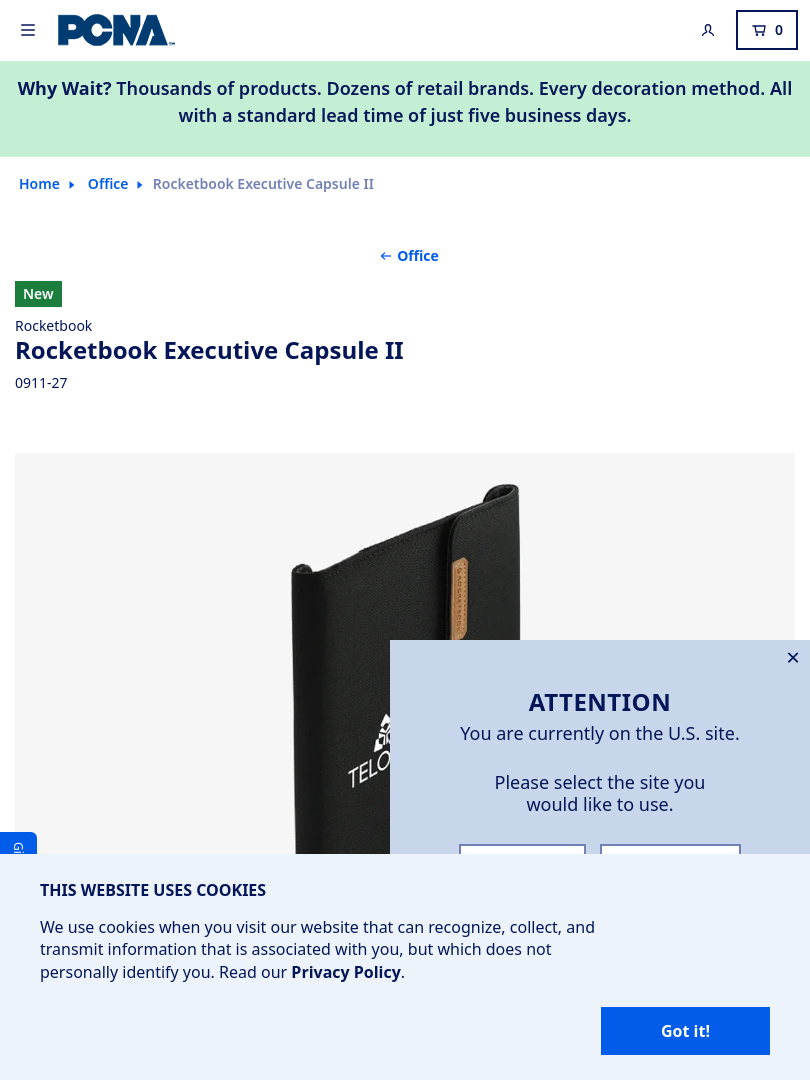 PCNA
0
Why Wait? Thousands of products. Dozens of retail brands. Every decoration method. All
with a standard lead time of just five business days.
Home Office Rocketbook Executive Capsule II
Office
New
Rocketbook
Rocketbook Executive Capsule II
0911-27
ROCKETBOOK
ATTENTION
You are currently on the U.S. site.
Please select the site you
would like to use.
THIS WEBSITE USES COOKIES
We use cookies when you visit our website that can recognize, collect, and
transmit information that is associated with you, but which does not
personally identify you. Read our Privacy Policy.
Got it!